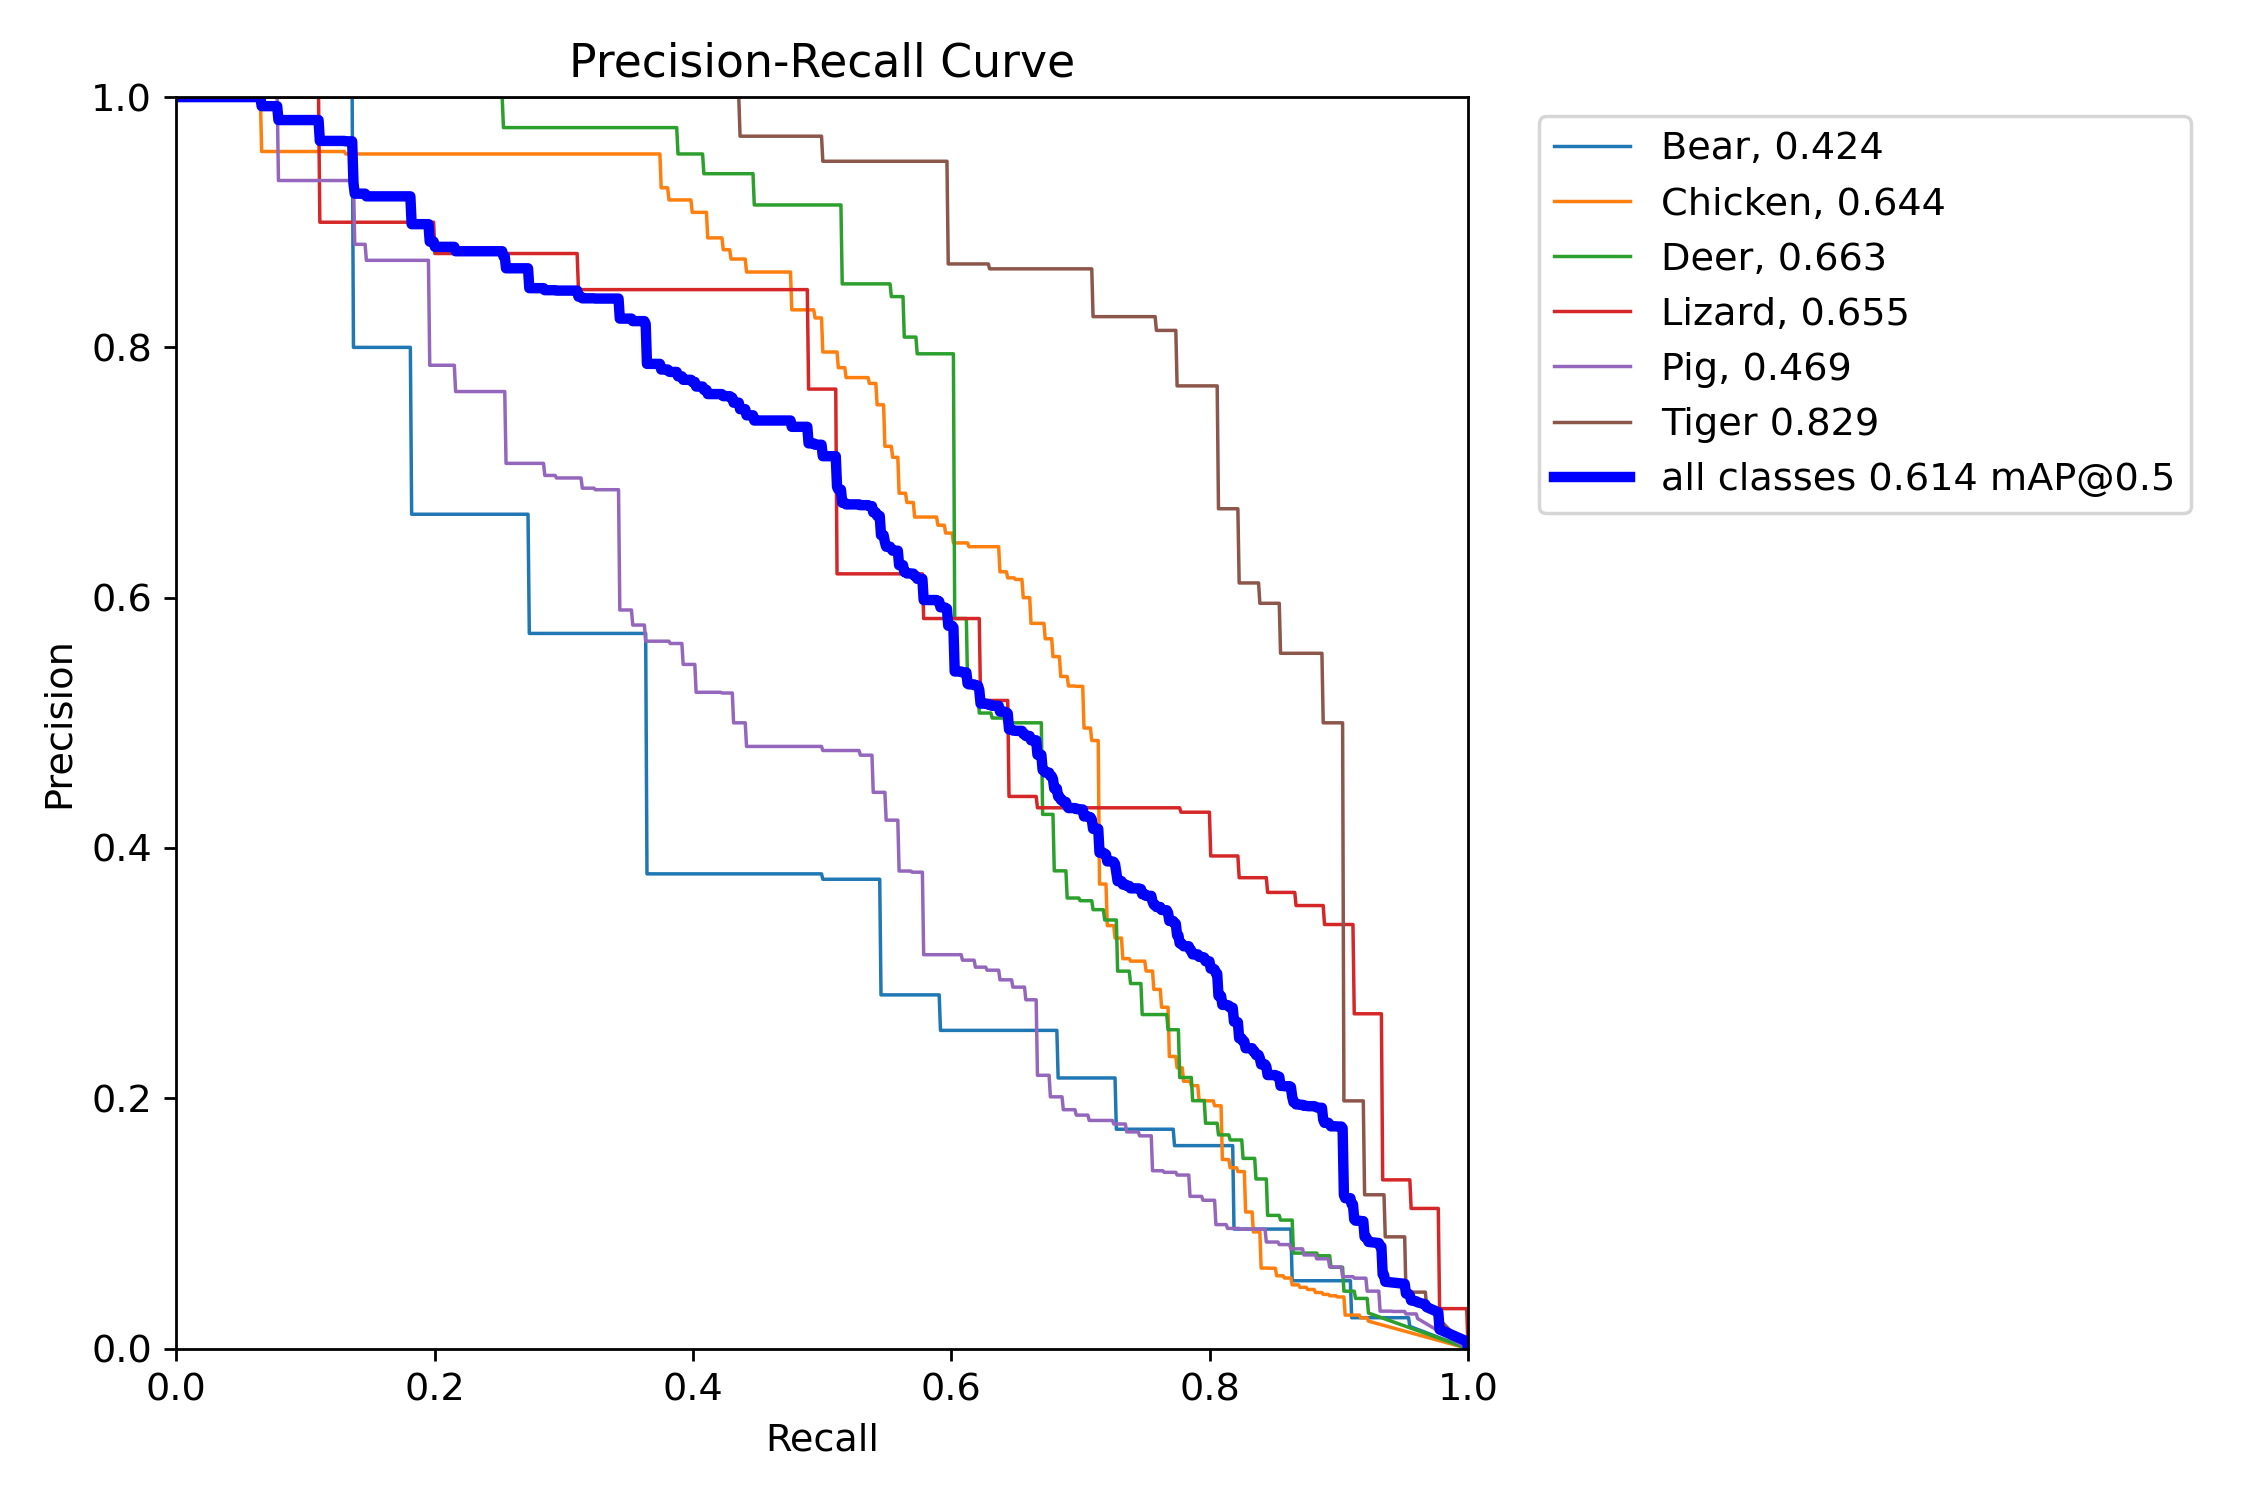 Precision-Recall Curve
1.0
0.8
0.6
0.4
0.2
0.0
Precision
0.0 0.2 0.4 0.6 0.8 1.0
Recall
Bear, 0.424
Chicken, 0.644
Deer, 0.663
Lizard, 0.655
Pig, 0.469
Tiger 0.829
all classes 0.614 mAP@0.5